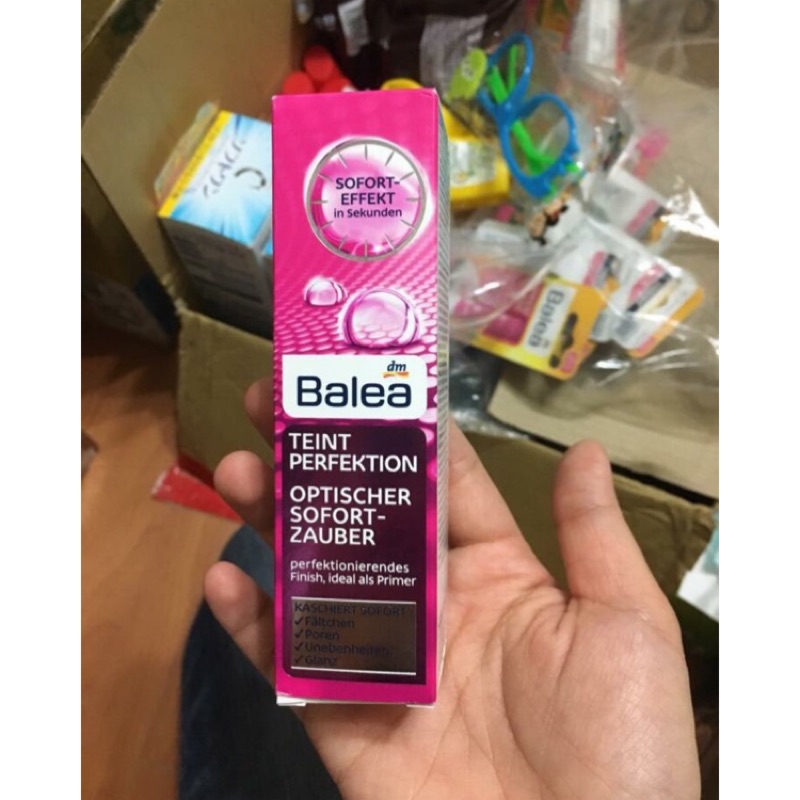 SOFORT-
EFFEKT
in Sekunden
dm
Balea
TEINT
PERFEKTION
OPTISCHER
SOFORT-
ZAUBER
perfektionierendes
Finish, ideal als Primer
KASCHIERT SOFORT
✓Fältchen
✓Poren
✓Unebenheiten
✓Glanz
Balea